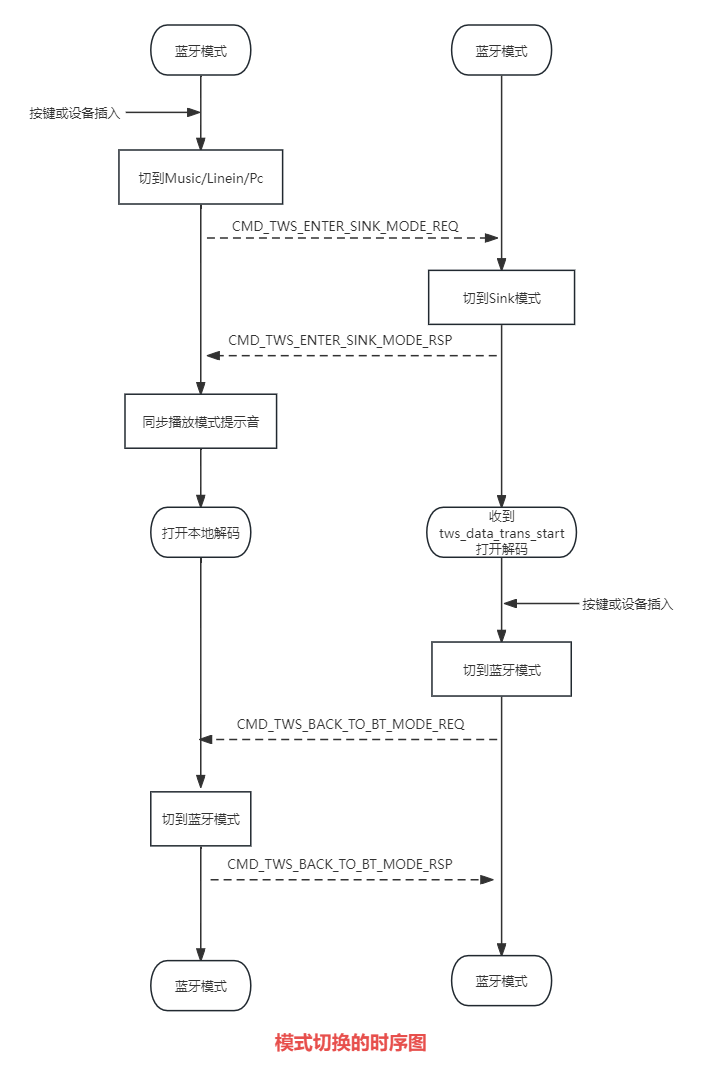 蓝牙模式
蓝牙模式
按键或设备插入
切到Music/Linein/Pc
CMD_TWS_ENTER_SINK_MODE_REQ
切到Sink模式
CMD_TWS_ENTER_SINK_MODE_RSP
同步播放模式提示音
打开本地解码
收到
tws_data_trans_start
打开解码
按键或设备插入
切到蓝牙模式
CMD_TWS_BACK_TO_BT_MODE_REQ
切到蓝牙模式
CMD_TWS_BACK_TO_BT_MODE_RSP
蓝牙模式
蓝牙模式
模式切换的时序图